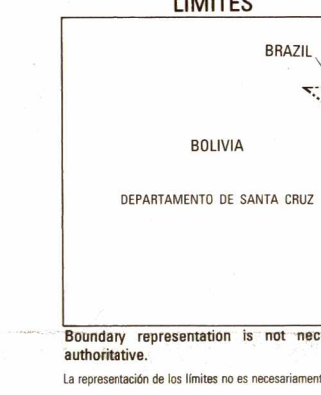 LIMITES
BRAZIL
BOLIVIA
DEPARTAMENTO DE SANTA CRUZ
Boundary representation is not nec
authoritative.
La representación de los límites no es necesariament